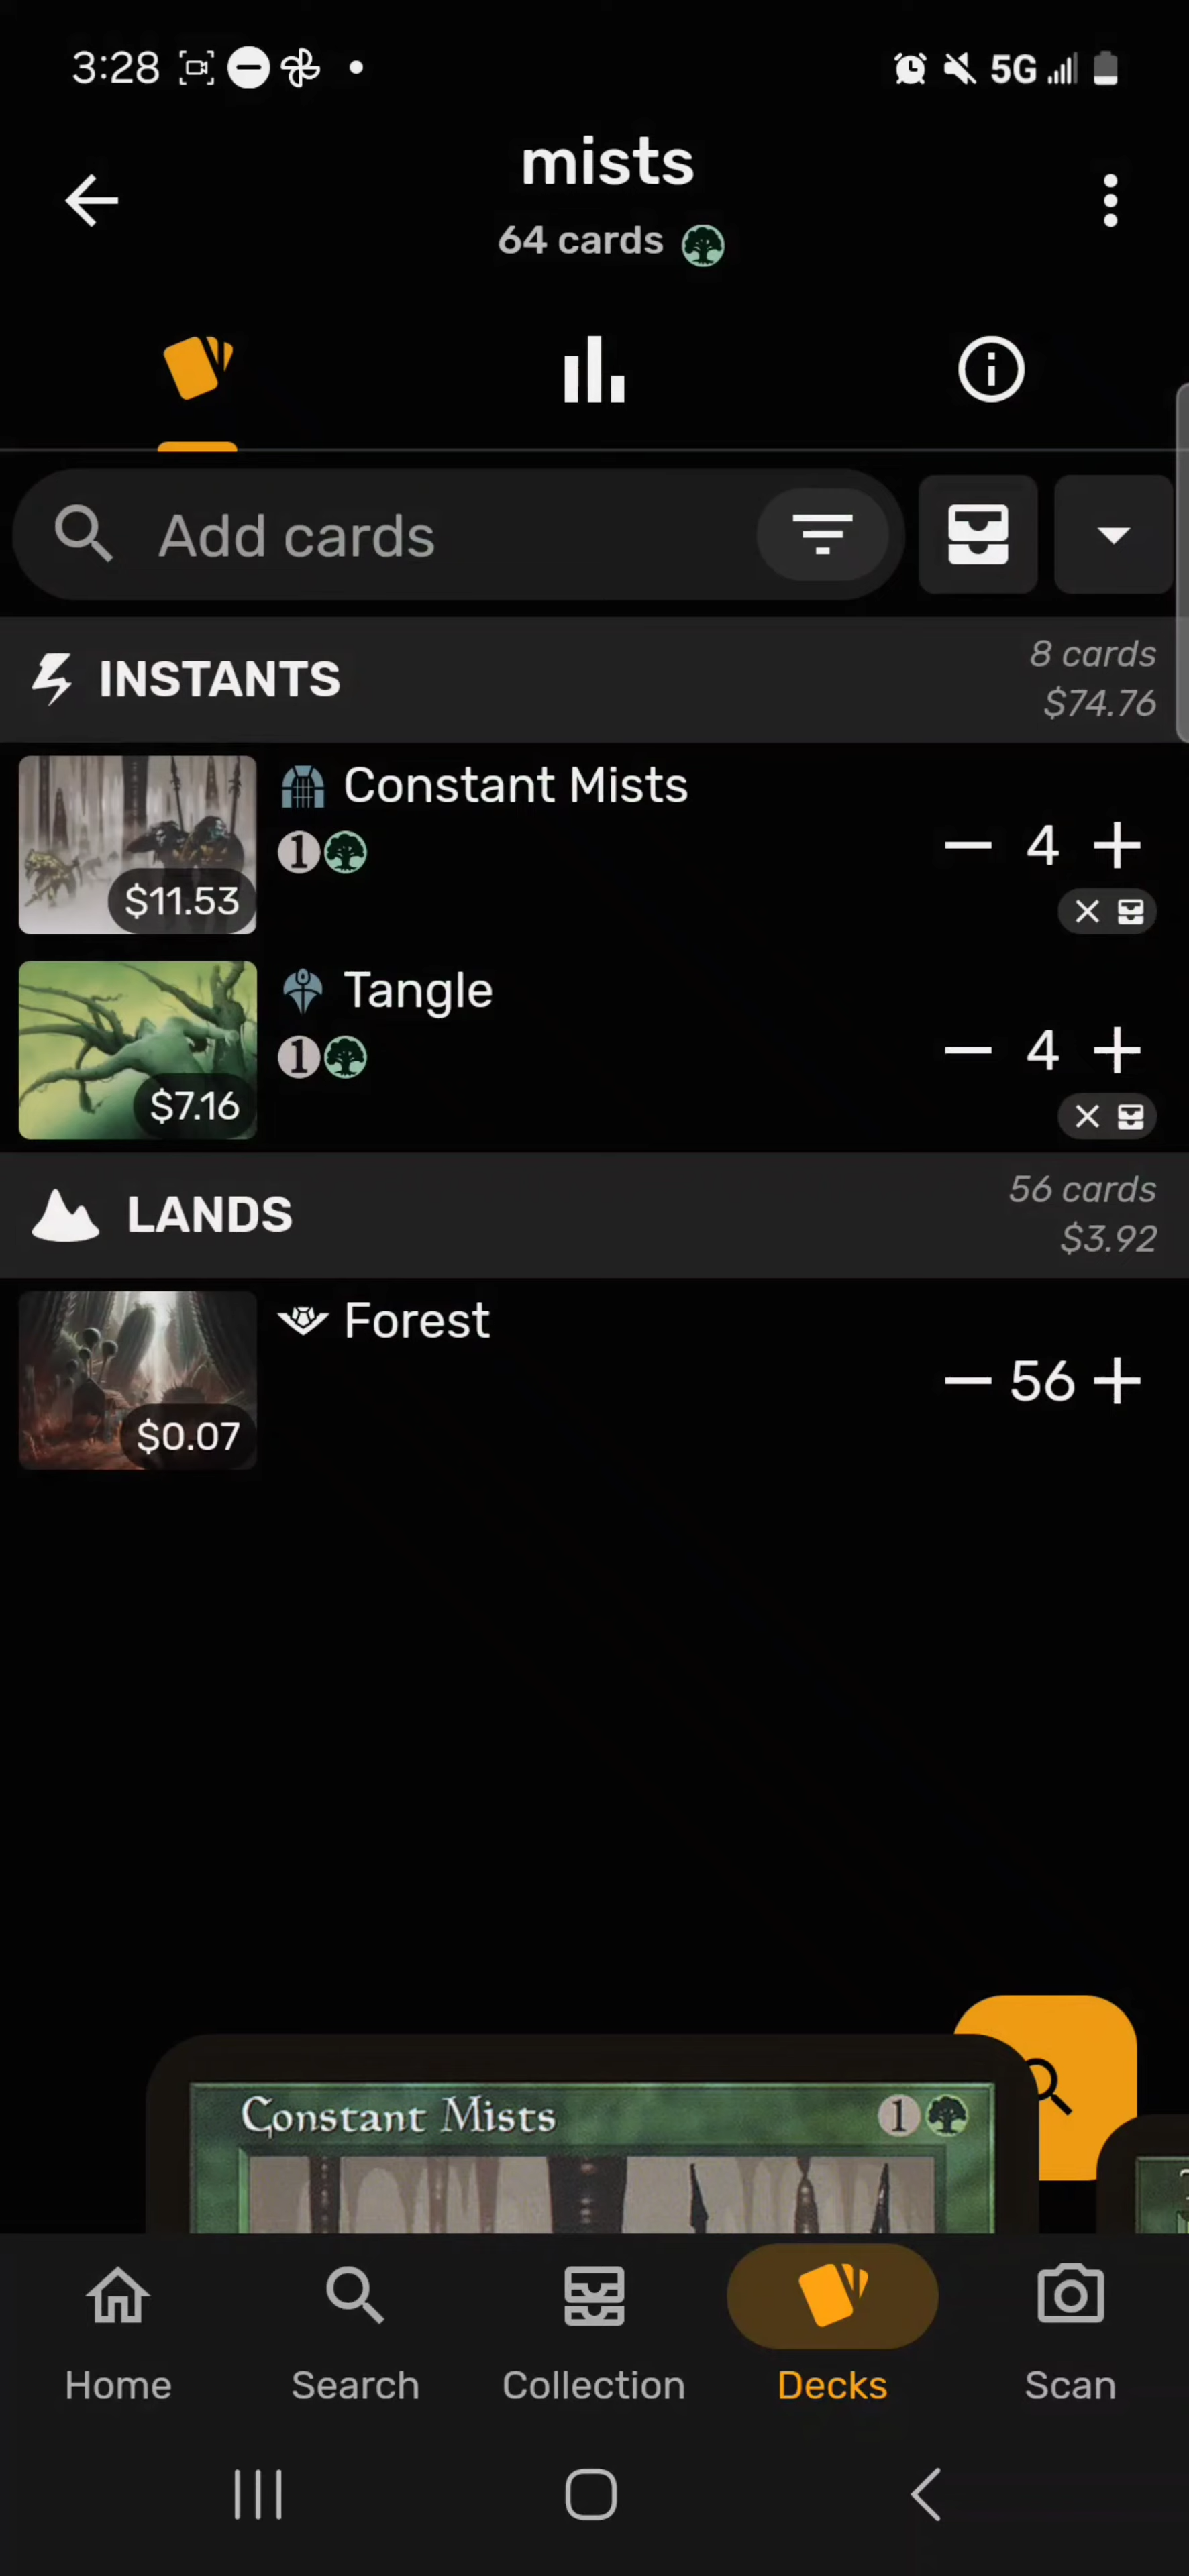 3:28
5G
mists
64 cards
Add cards
INSTANTS
8 cards
$74.76
Constant Mists
1
$11.53
4
Tangle
1
$7.16
4
LANDS
56 cards
$3.92
Forest
$0.07
56
Constant Mists
1
Home
Search
Collection
Decks
Scan